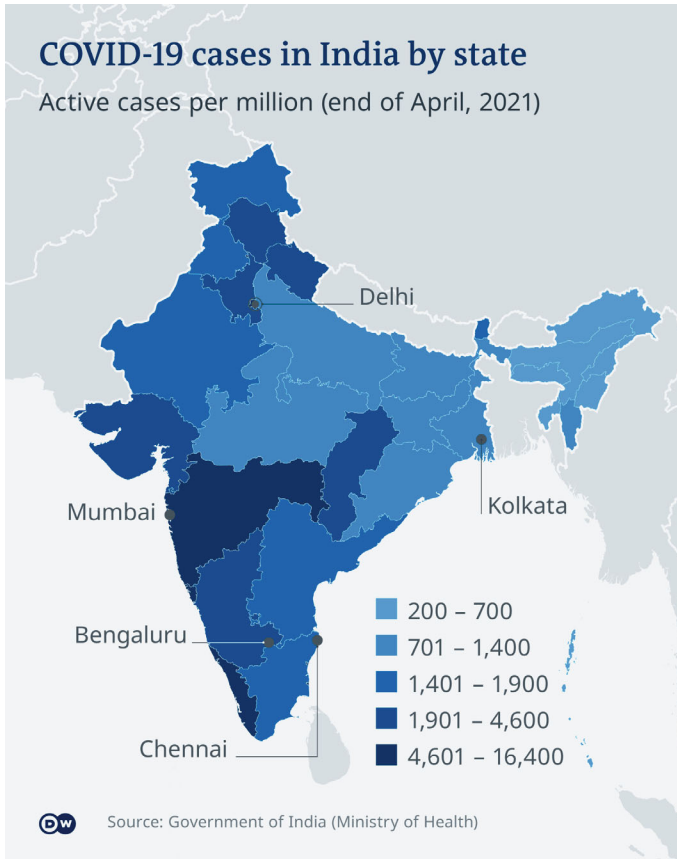 COVID-19 cases in India by state
Active cases per million (end of April, 2021)
Delhi
Mumbai
Kolkata
Bengaluru
Chennai
200 – 700
701 – 1,400
1,401 – 1,900
1,901 – 4,600
4,601 – 16,400
DW
Source: Government of India (Ministry of Health)